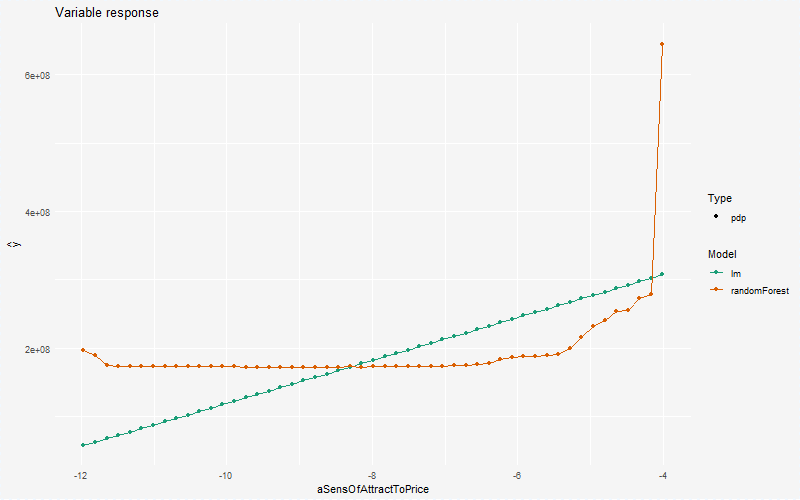 Variable response
6e+08
4e+08
2e+08
-12
-10
-8
-6
-4
aSensOfAttractToPrice
Type
pdp
Model
lm
randomForest